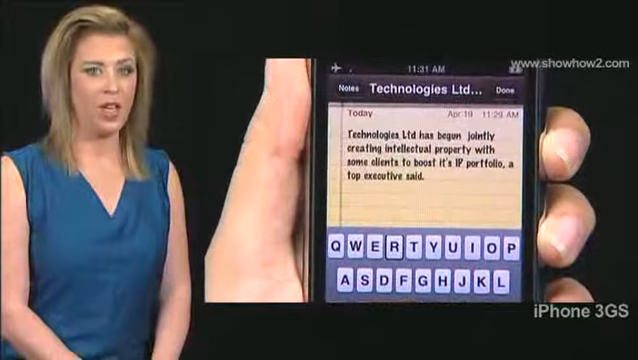 11:31 AM
www.showhow2.com
Notes Technologies Ltd... Done
Today Apr 19 11:29 AM
Technologies Ltd has begun jointly
creating intellectual property with
some clients to boost it's IP portfolio, a
top executive said.
Q W E R T Y U I O P
A S D F G H J K L
iPhone 3GS